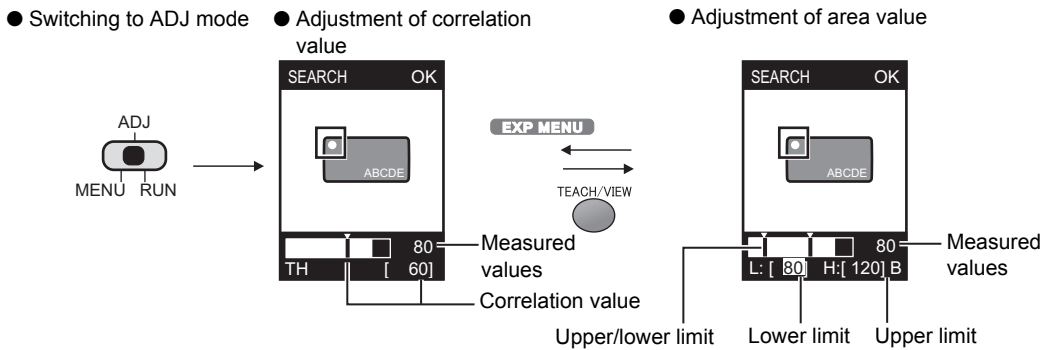 ● Switching to ADJ mode
● Adjustment of correlation
value
● Adjustment of area value
ADJ
MENU RUN
SEARCH OK
ABCDE
80
TH [ 60]
Measured
values
Correlation value
EXP MENU
TEACH/VIEW
SEARCH OK
ABCDE
80
L: [ 80] H:[ 120] B
Measured
values
Upper/lower limit
Lower limit
Upper limit